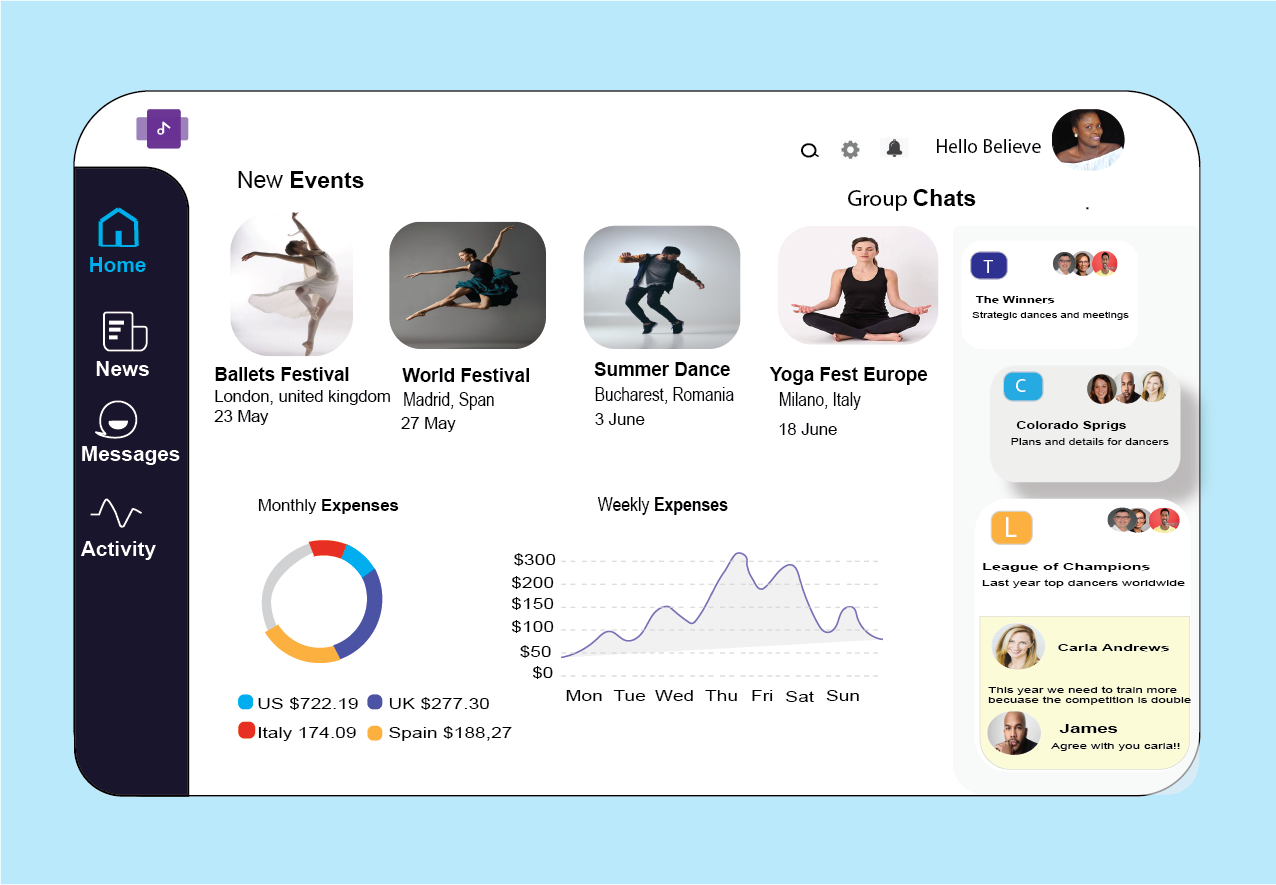 Hello Believe
New Events
Group Chats
Home
News
Messages
Activity
Ballets Festival
London, united kingdom
23 May
World Festival
Madrid, Span
27 May
Summer Dance
Bucharest, Romania
3 June
Yoga Fest Europe
Milano, Italy
18 June
T
The Winners
Strategic dances and meetings
C
Colorado Sprigs
Plans and details for dancers
L
League of Champions
Last year top dancers worldwide
Carla Andrews
This year we need to train more
becuase the competition is double
James
Agree with you carla!!
Monthly Expenses
US $722.19
UK $277.30
Italy 174.09
Spain $188,27
Weekly Expenses
$300
$200
$150
$100
$50
$0
Mon Tue Wed Thu Fri Sat Sun